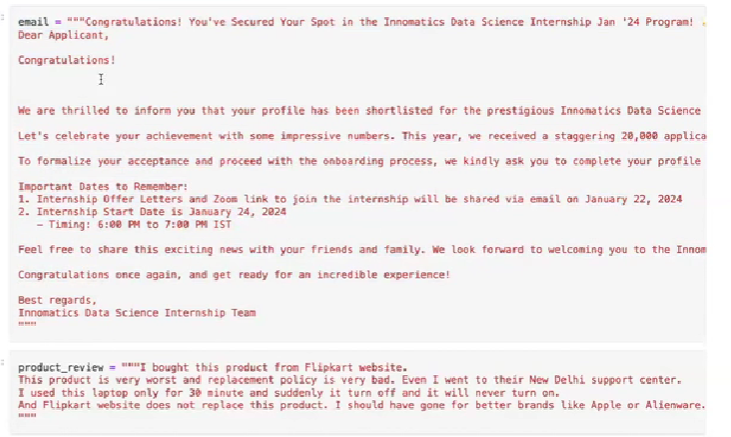 email = """Congratulations! You've Secured Your Spot in the Innomatics Data Science Internship Jan '24 Program!
Dear Applicant,
Congratulations!
We are thrilled to inform you that your profile has been shortlisted for the prestigious Innomatics Data Science
Let's celebrate your achievement with some impressive numbers. This year, we received a staggering 20,000 applica
To formalize your acceptance and proceed with the onboarding process, we kindly ask you to complete your profile
Important Dates to Remember:
1. Internship Offer Letters and Zoom link to join the internship will be shared via email on January 22, 2024
2. Internship Start Date is January 24, 2024
– Timing: 6:00 PM to 7:00 PM IST
Feel free to share this exciting news with your friends and family. We look forward to welcoming you to the Innom
Congratulations once again, and get ready for an incredible experience!
Best regards,
Innomatics Data Science Internship Team
"""
product_review = """I bought this product from Flipkart website.
This product is very worst and replacement policy is very bad. Even I went to their New Delhi support center.
I used this laptop only for 30 minute and suddenly it turn off and it will never turn on.
And Flipkart website does not replace this product. I should have gone for better brands like Apple or Alienware.
"""